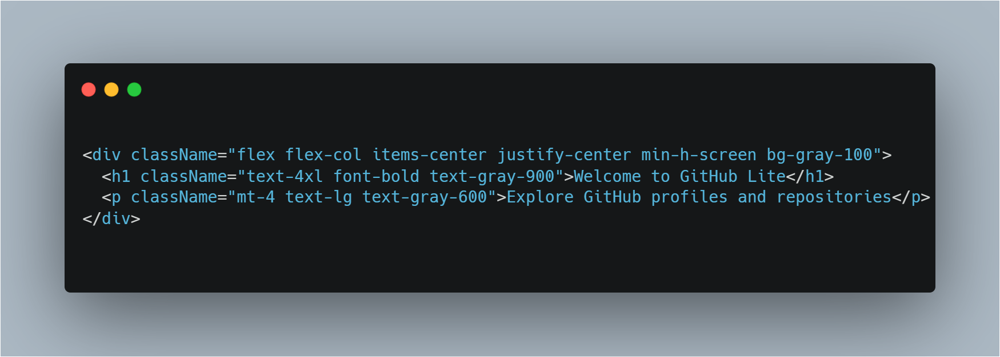 <div className="flex flex-col items-center justify-center min-h-screen bg-gray-100">
  <h1 className="text-4xl font-bold text-gray-900">Welcome to GitHub Lite</h1>
  <p className="mt-4 text-lg text-gray-600">Explore GitHub profiles and repositories</p>
</div>